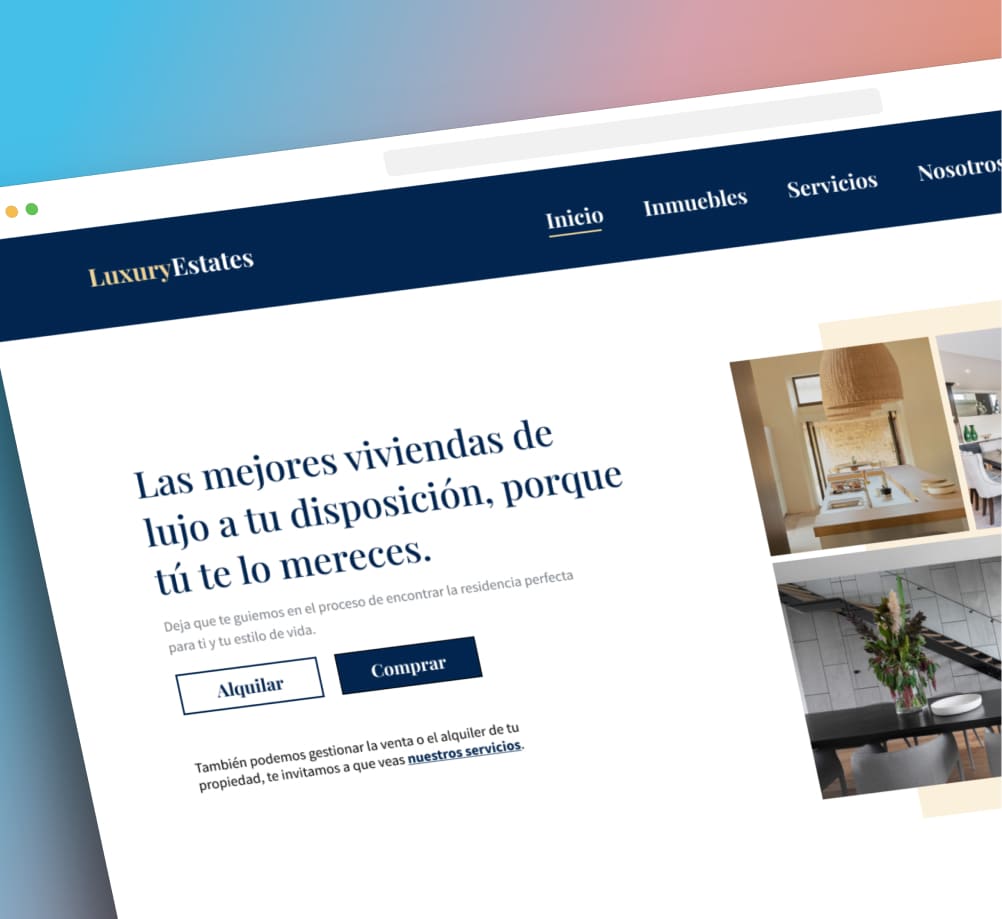 LuxuryEstates
Inicio Inmuebles Servicios Nosotros
Las mejores viviendas de
lujo a tu disposición, porque
tú te lo mereces.
Deja que te guiemos en el proceso de encontrar la residencia perfecta
para ti y tu estilo de vida.
Alquilar Comprar
También podemos gestionar la venta o el alquiler de tu
propiedad, te invitamos a que veas nuestros servicios.